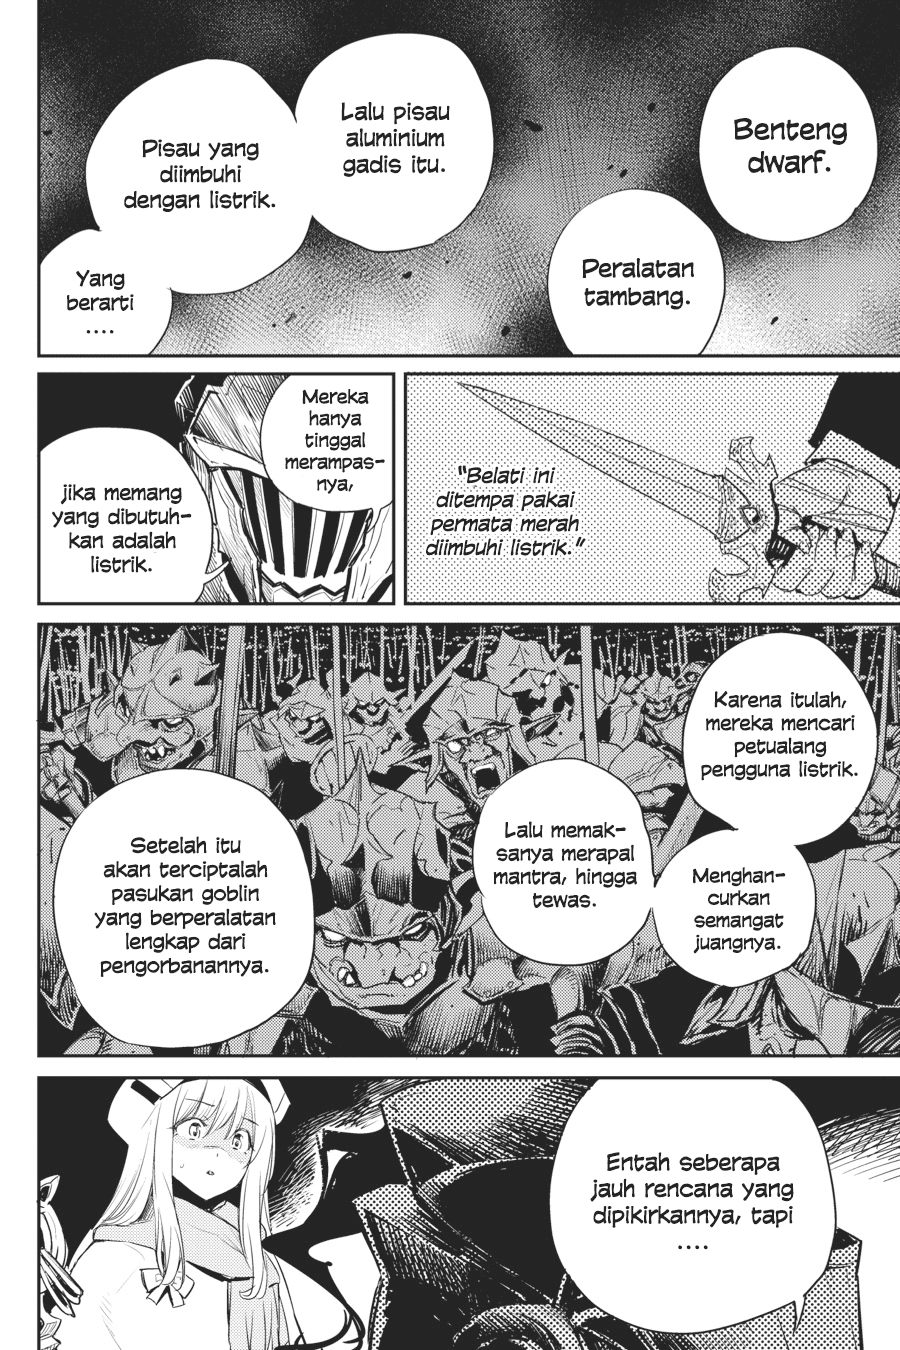 Benteng
dwarf.
Peralatan
tambang.
Lalu pisau
aluminium
gadis itu.
Pisau yang
diimbuhi
dengan listrik.
Yang
berarti
....
"Belati ini
ditempa pakai
permata merah
diimbuhi listrik."
Mereka
hanya
tinggal
merampas-
nya,
jika memang
yang dibutuh-
kan adalah
listrik.
Karena itulah,
mereka mencari
petualang
pengguna listrik.
Menghan-
curkan
semangat
juangnya.
Lalu memak-
sanya merapal
mantra, hingga
tewas.
Setelah itu
akan terciptalah
pasukan goblin
yang berperalatan
lengkap dari
pengorbanannya.
Entah seberapa
jauh rencana yang
dipikirkannya, tapi
....